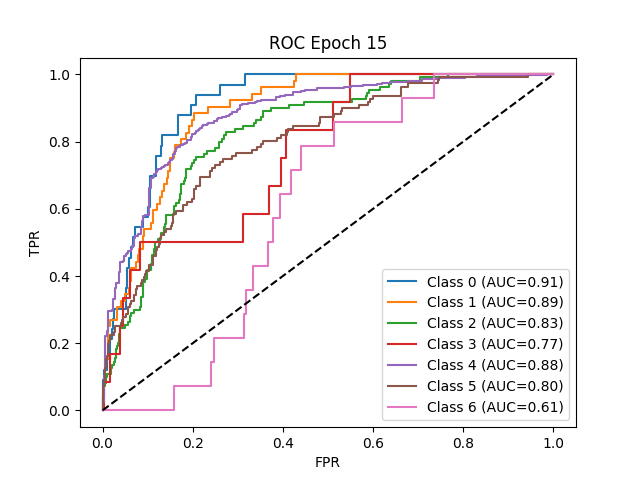 ROC Epoch 15
TPR
1.0
0.8
0.6
0.4
0.2
0.0
0.0 0.2 0.4 0.6 0.8 1.0
FPR
Class 0 (AUC=0.91)
Class 1 (AUC=0.89)
Class 2 (AUC=0.83)
Class 3 (AUC=0.77)
Class 4 (AUC=0.88)
Class 5 (AUC=0.80)
Class 6 (AUC=0.61)